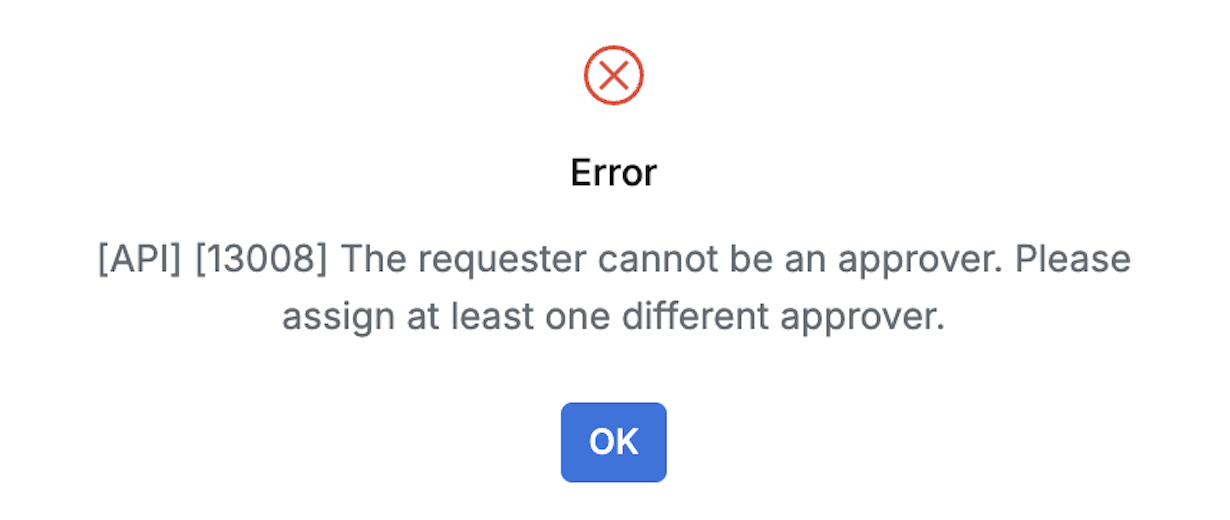 Error
[API] [13008] The requester cannot be an approver. Please
assign at least one different approver.
OK